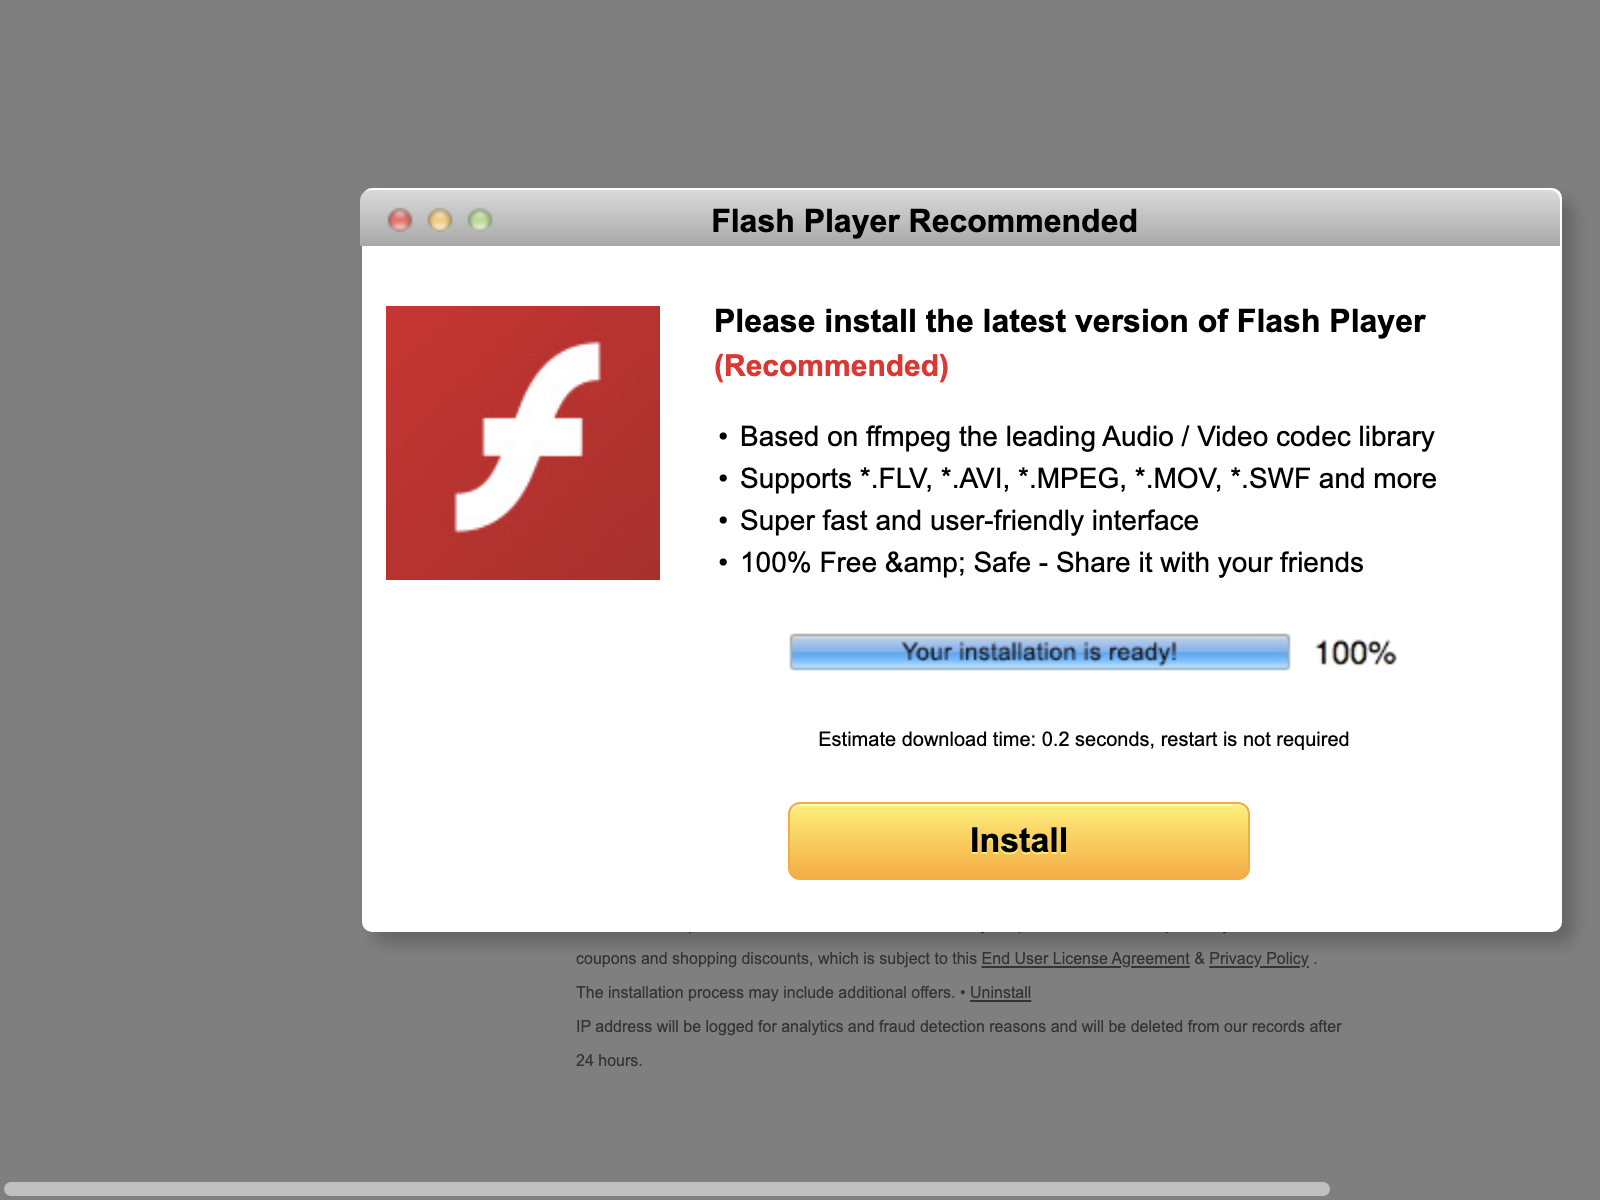 Flash Player Recommended
Please install the latest version of Flash Player
(Recommended)
• Based on ffmpeg the leading Audio / Video codec library
• Supports *.FLV, *.AVI, *.MPEG, *.MOV, *.SWF and more
• Super fast and user-friendly interface
• 100% Free &amp; Safe - Share it with your friends
Your installation is ready! 100%
Estimate download time: 0.2 seconds, restart is not required
Install
coupons and shopping discounts, which is subject to this End User License Agreement & Privacy Policy .
The installation process may include additional offers. • Uninstall
IP address will be logged for analytics and fraud detection reasons and will be deleted from our records after
24 hours.